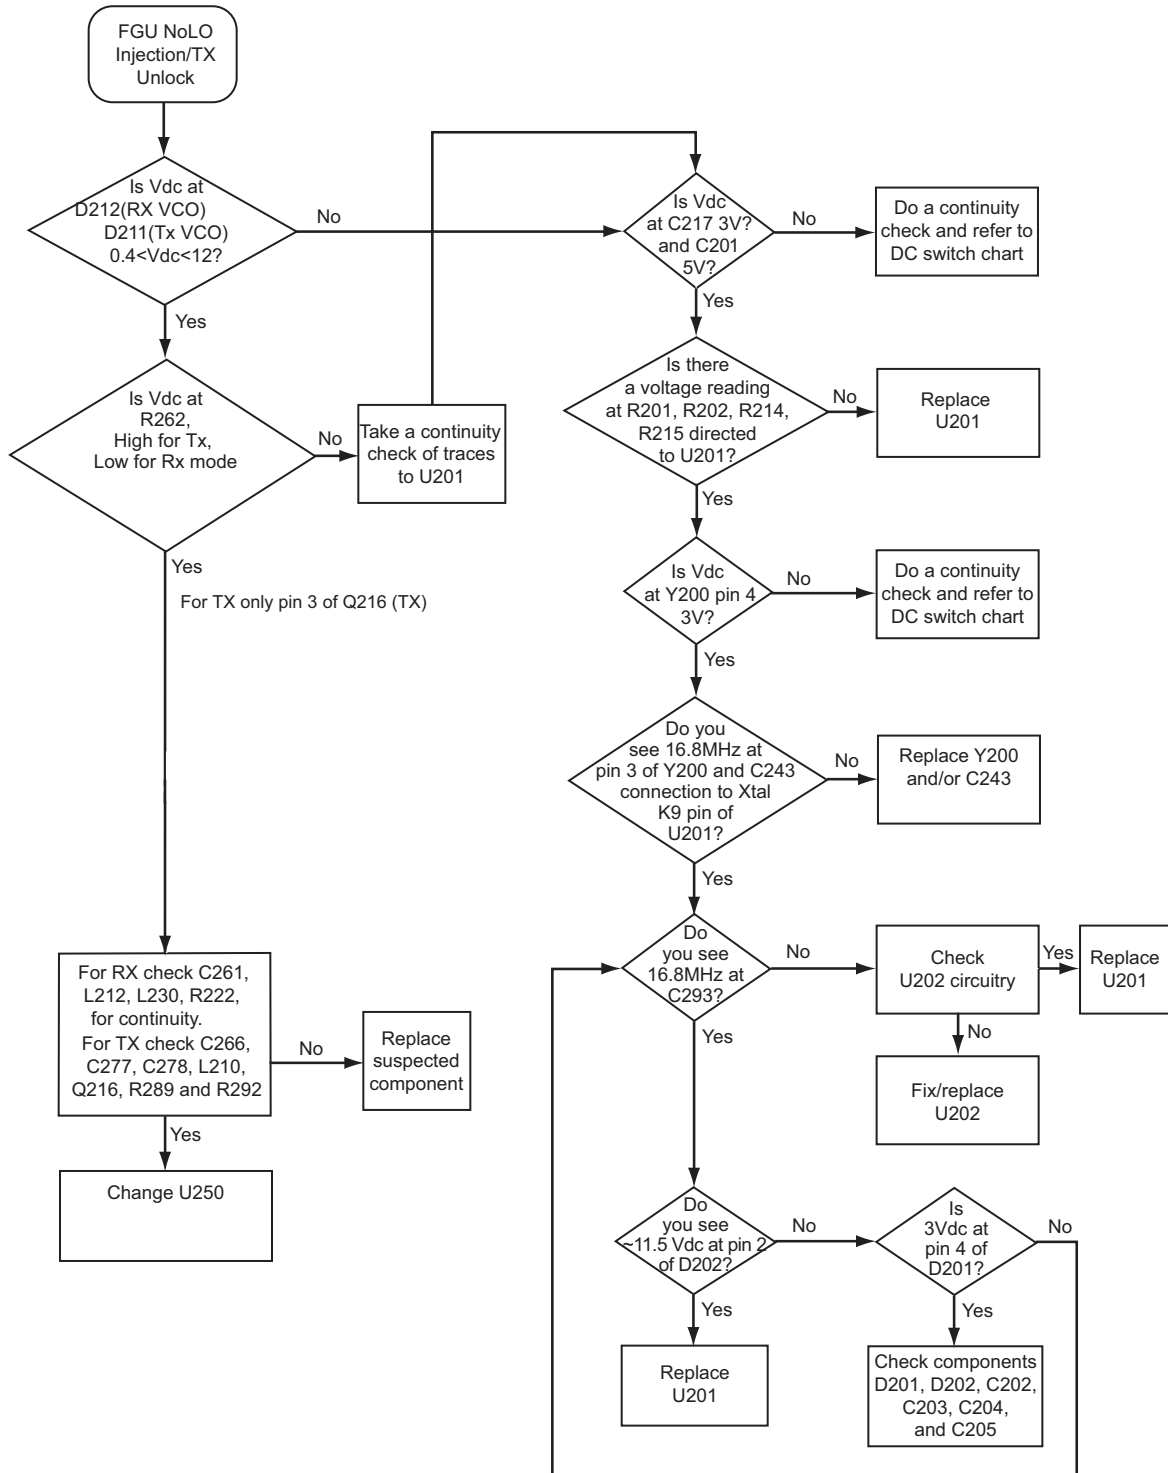 FGU NoLO
Injection/TX
Unlock
Is Vdc at
D212(RX VCO)
D211(Tx VCO)
0.4<Vdc<12?
No
Yes
Is Vdc at
R262,
High for Tx,
Low for Rx mode
No
Take a continuity
check of traces
to U201
Yes
For TX only pin 3 of Q216 (TX)
For RX check C261,
L212, L230, R222,
for continuity.
For TX check C266,
C277, C278, L210,
Q216, R289 and R292
No
Replace
suspected
component
Yes
Change U250
Is Vdc
at C217 3V?
and C201
5V?
No
Do a continuity
check and refer to
DC switch chart
Yes
Is there
a voltage reading
at R201, R202, R214,
R215 directed
to U201?
No
Replace
U201
Yes
Is Vdc
at Y200 pin 4
3V?
No
Do a continuity
check and refer to
DC switch chart
Yes
Do you
see 16.8MHz at
pin 3 of Y200 and C243
connection to Xtal
K9 pin of
U201?
No
Replace Y200
and/or C243
Yes
Do
you see
16.8MHz at
C293?
No
Check
U202 circuitry
Yes
Replace
U201
No
Fix/replace
U202
Yes
Do
you see
~11.5 Vdc at pin 2
of D202?
No
Is
3Vdc at
pin 4 of
D201?
No
Yes
Replace
U201
Yes
Check components
D201, D202, C202,
C203, C204,
and C205